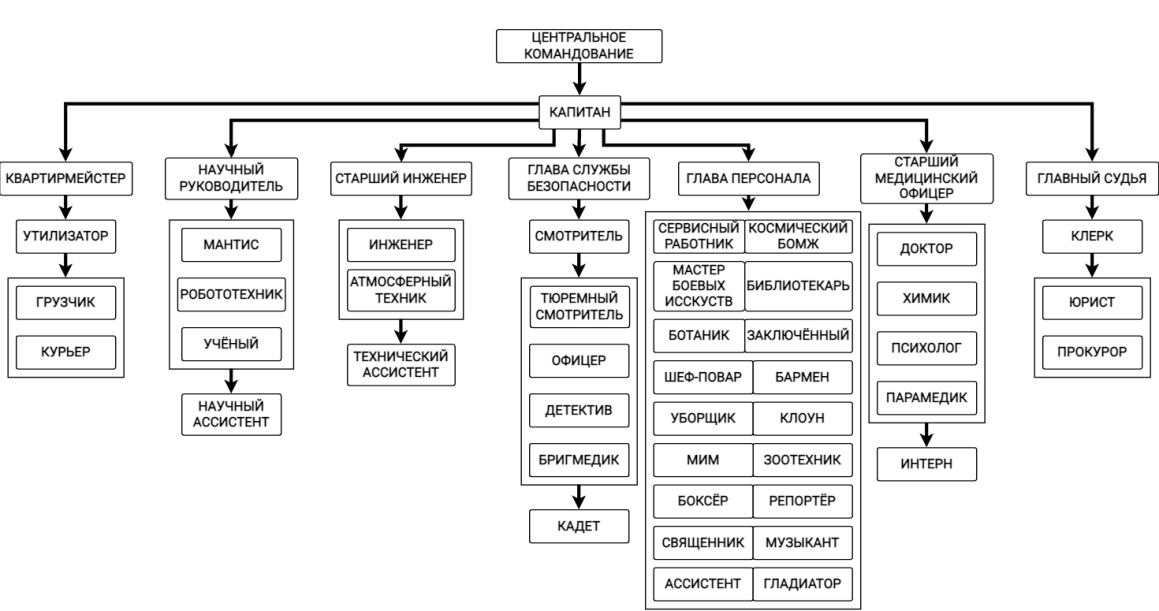 ЦЕНТРАЛЬНОЕ
КОМАНДОВАНИЕ
КАПИТАН
КВАРТИРМЕЙСТЕР
УТИЛИЗАТОР
ГРУЗЧИК
КУРЬЕР
НАУЧНЫЙ
РУКОВОДИТЕЛЬ
МАНТИС
РОБОТОТЕХНИК
УЧЁНЫЙ
НАУЧНЫЙ
АССИСТЕНТ
СТАРШИЙ ИНЖЕНЕР
ИНЖЕНЕР
АТМОСФЕРНЫЙ
ТЕХНИК
ТЕХНИЧЕСКИЙ
АССИСТЕНТ
ГЛАВА СЛУЖБЫ
БЕЗОПАСНОСТИ
СМОТРИТЕЛЬ
ТЮРЕМНЫЙ
СМОТРИТЕЛЬ
ОФИЦЕР
ДЕТЕКТИВ
БРИГМЕДИК
КАДЕТ
ГЛАВА ПЕРСОНАЛА
СЕРВИСНЫЙ
РАБОТНИК
КОСМИЧЕСКИЙ
БОМЖ
МАСТЕР
БОЕВЫХ
ИССКУСТВ
БИБЛИОТЕКАРЬ
БОТАНИК
ЗАКЛЮЧЁННЫЙ
ШЕФ-ПОВАР
БАРМЕН
УБОРЩИК
КЛОУН
МИМ
ЗООТЕХНИК
БОКСЁР
РЕПОРТЁР
СВЯЩЕННИК
МУЗЫКАНТ
АССИСТЕНТ
ГЛАДИАТОР
СТАРШИЙ
МЕДИЦИНСКИЙ
ОФИЦЕР
ДОКТОР
ХИМИК
ПСИХОЛОГ
ПАРАМЕДИК
ИНТЕРН
ГЛАВНЫЙ СУДЬЯ
КЛЕРК
ЮРИСТ
ПРОКУРОР